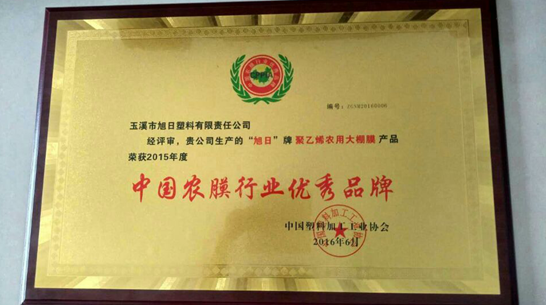 编号:
玉溪市旭日塑料有限责任公司
经评审，贵公司生产的“旭日”牌 聚乙烯农用大棚膜 产品
荣获2015年度
中国农膜行业优秀品牌
中国塑料加工工业协会
2016年6月